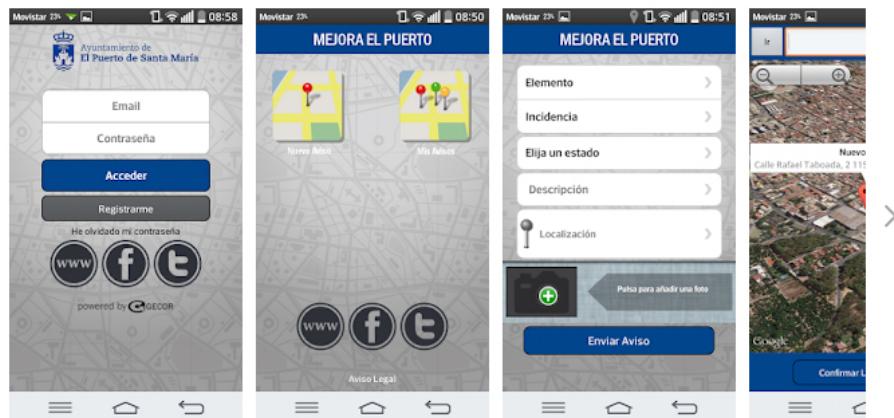 Movistar 23% 08:58
Ayuntamiento de
El Puerto de Santa María
Email
Contraseña
Acceder
Registrarme
He olvidado mi contraseña
www
powered by GECOR
Movistar 23% 08:50
MEJORA EL PUERTO
Nuevo Aviso
Mis Avisos
www
Aviso Legal
Movistar 23% 08:51
MEJORA EL PUERTO
Elemento
Incidencia
Elija un estado
Descripción
Localización
Pulsa para añadir una foto
Enviar Aviso
Movistar 23%
Ir
Nuevo
Calle Rafael Taboada, 2 115
Google
Confirmar L